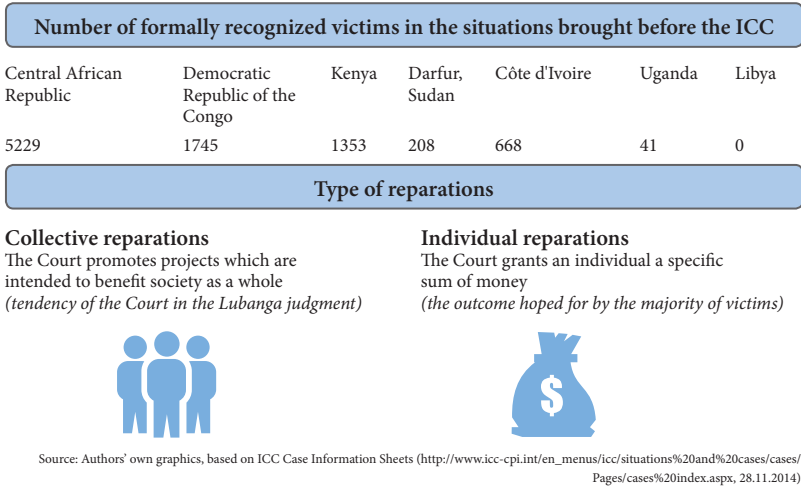 Number of formally recognized victims in the situations brought before the ICC
Central African Republic
Democratic Republic of the Congo
Kenya
Darfur, Sudan
Côte d'Ivoire
Uganda
Libya
5229 1745 1353 208 668 41 0
Type of reparations
Collective reparations
The Court promotes projects which are
intended to benefit society as a whole
(tendency of the Court in the Lubanga judgment)
Individual reparations
The Court grants an individual a specific
sum of money
(the outcome hoped for by the majority of victims)
$
Source: Authors' own graphics, based on ICC Case Information Sheets (http://www.icc-cpi.int/en_menus/icc/situations%20and%20cases/cases/
Pages/cases%20index.aspx, 28.11.2014)